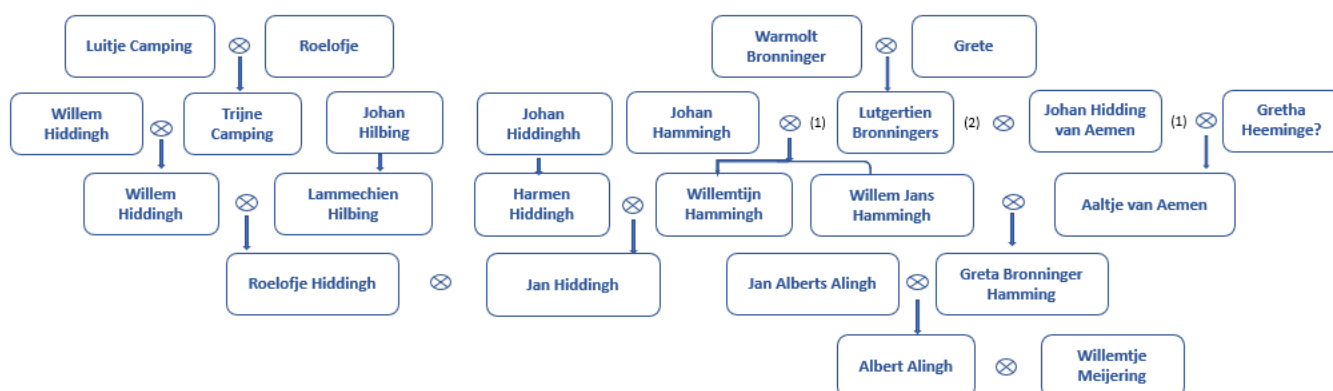 Luitje Camping
Roelofje
Warmolt
Bronninger
Grete
Willem
Hiddingh
Trijne
Camping
Johan
Hilbing
Johan
Hiddinghh
Johan
Hammingh
(1)
Lutgertien
Bronningers
(2)
Johan Hidding
van Aemen
(1)
Gretha
Heeminge?
Willem
Hiddingh
Lammechien
Hilbing
Harmen
Hiddingh
Willemtijn
Hammingh
Willem Jans
Hammingh
Aaltje van Aemen
Roelofje Hiddingh
Jan Hiddingh
Jan Alberts Alingh
Greta Bronninger
Hamming
Albert Alingh
Willemtje
Meijering